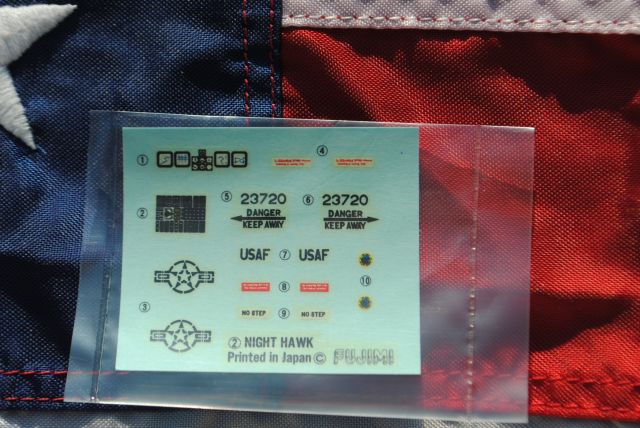 ① ④
⑤ 23720 ⑥ 23720
② DANGER DANGER
KEEP AWAY KEEP AWAY
USAF ⑦ USAF
⑧ ⑩
③ NO STEP ⑨ NO STEP
② NIGHT HAWK
Printed in Japan © FUJIMI